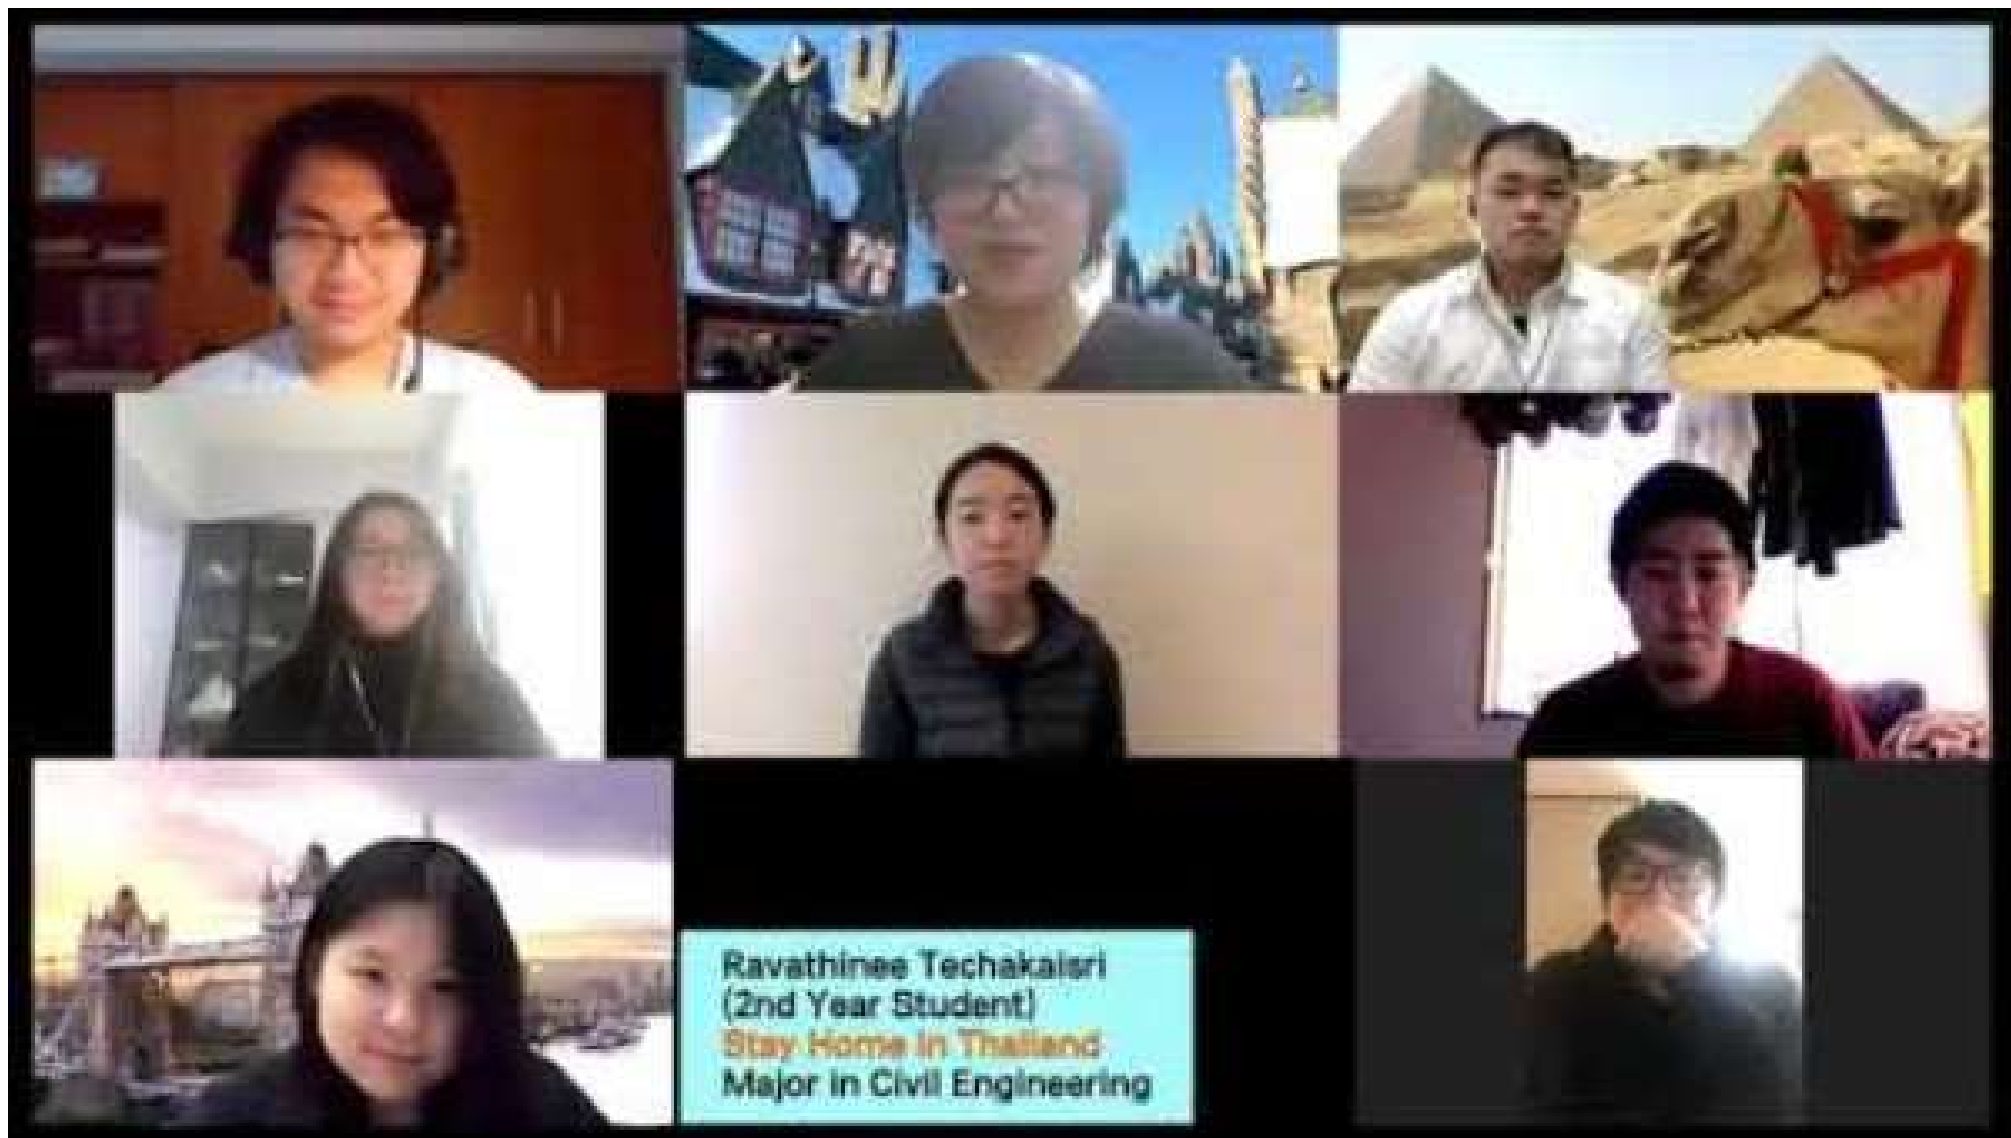 Ravathinee Techakaisri
(2nd Year Student)
Stay Home in Thailand
Major in Civil Engineering